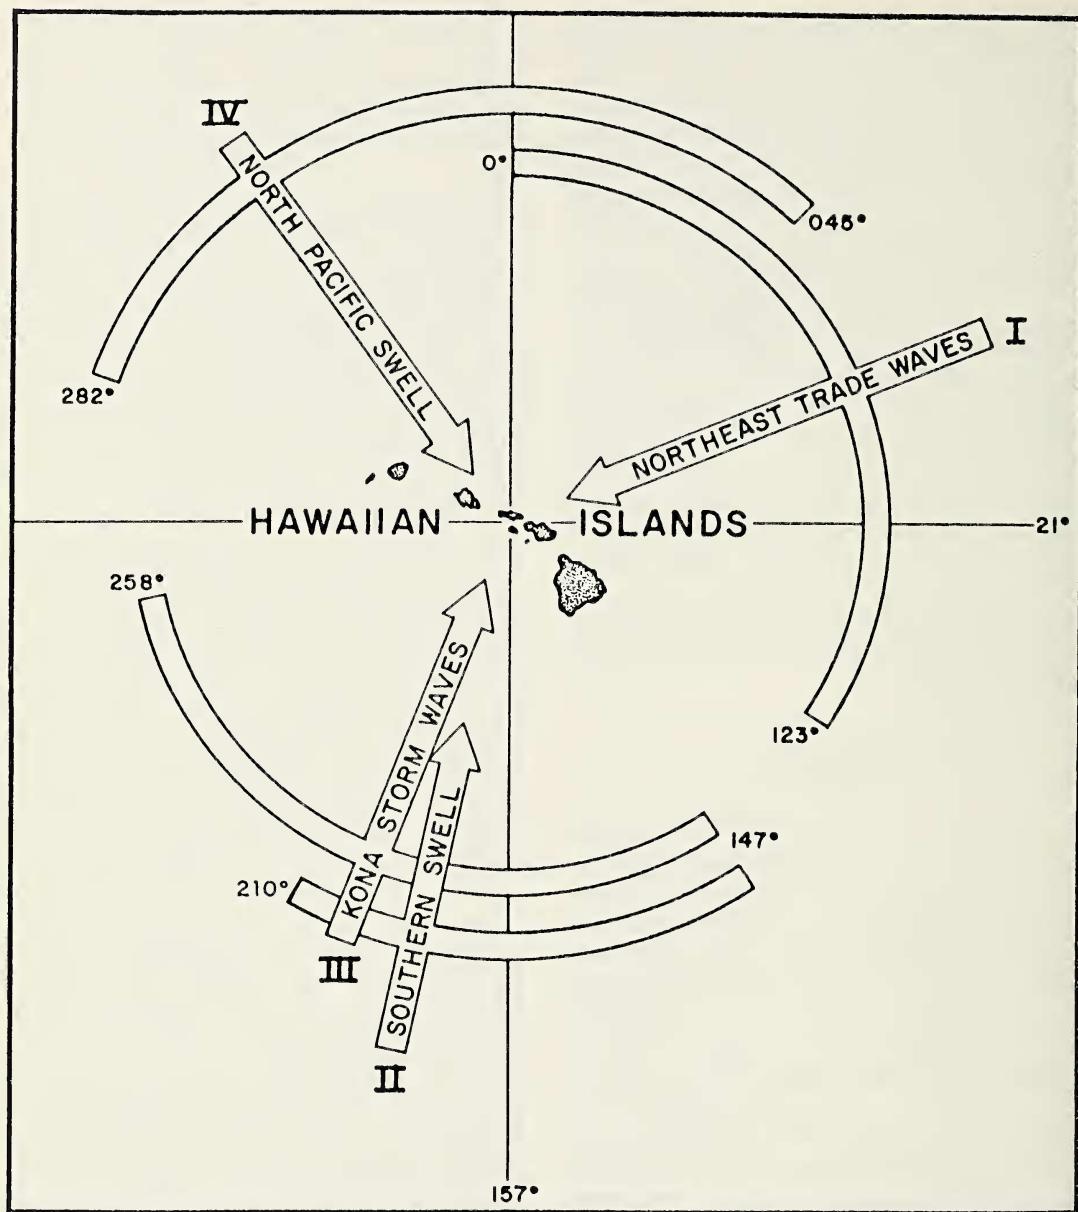 IV
NORTH PACIFIC SWELL
0°
045°
I
NORTHEAST TRADE WAVES
282°
HAWAIIAN ISLANDS
21°
258°
123°
KONA STORM WAVES
147°
210°
III
SOUTHERN SWELL
II
157°